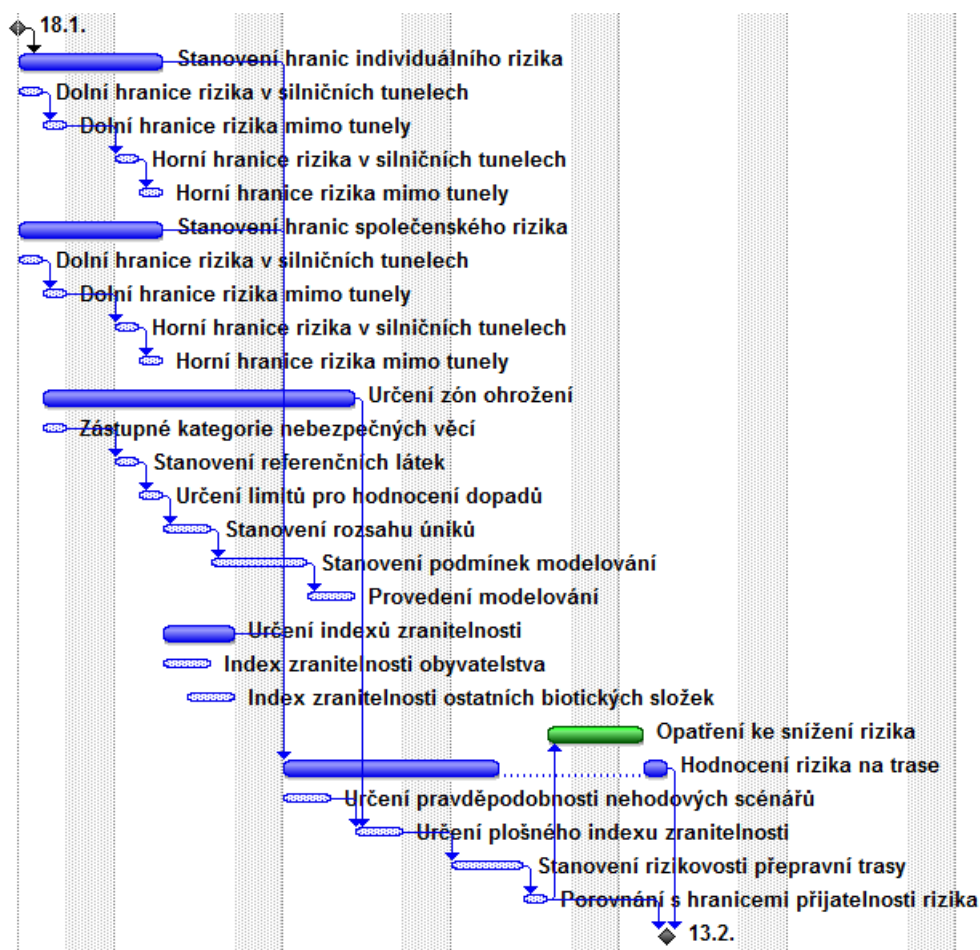 18.1.
Stanovení hranic individuálního rizika
Dolní hranice rizika v silničních tunelech
Dolní hranice rizika mimo tunely
Horní hranice rizika v silničních tunelech
Horní hranice rizika mimo tunely
Stanovení hranic společenského rizika
Dolní hranice rizika v silničních tunelech
Dolní hranice rizika mimo tunely
Horní hranice rizika v silničních tunelech
Horní hranice rizika mimo tunely
Určení zón ohrožení
Zástupné kategorie nebezpečných věcí
Stanovení referenčních látek
Určení limitů pro hodnocení dopadů
Stanovení rozsahu úniků
Stanovení podmínek modelování
Provedení modelování
Určení indexů zranitelnosti
Index zranitelnosti obyvatelstva
Index zranitelnosti ostatních biotických složek
Opatření ke snížení rizika
Hodnocení rizika na trase
Určení pravděpodobnosti nehodových scénářů
Určení plošného indexu zranitelnosti
Stanovení rizikovosti přepravní trasy
Porovnání s hranicemi přijatelnosti rizika
13.2.